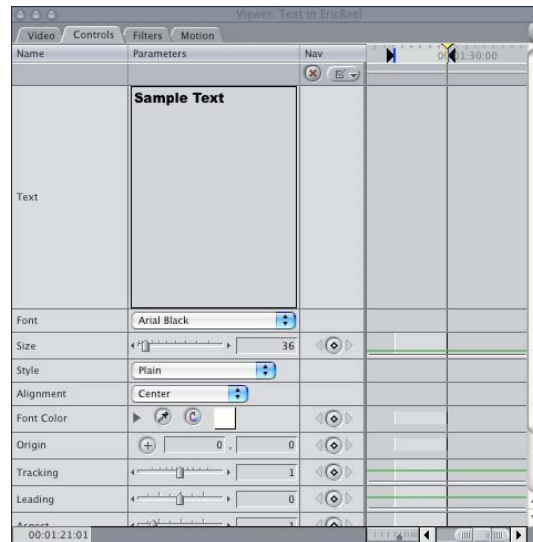 Viewer: Text in EricReel
Video Controls Filters Motion
Name Parameters Nav 00:01:30:00
Sample Text
Text
Font Arial Black
Size 36
Style Plain
Alignment Center
Font Color
Origin 0 , 0
Tracking 1
Leading 0
Aspect 1
00:01:21:01